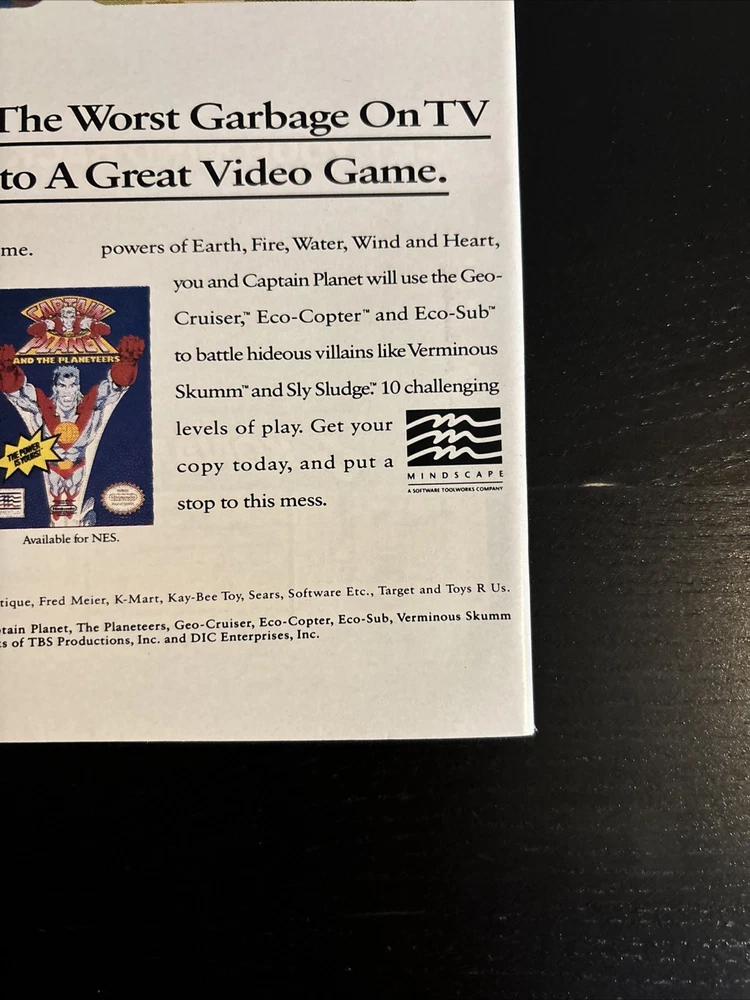 The Worst Garbage On TV
to A Great Video Game.
me.
powers of Earth, Fire, Water, Wind and Heart,
you and Captain Planet will use the Geo-
Cruiser,™ Eco-Copter™ and Eco-Sub™
to battle hideous villains like Verminous
Skumm™ and Sly Sludge.™ 10 challenging
levels of play. Get your
copy today, and put a
stop to this mess.
CAPTAIN
PLANET
AND THE PLANETEERS
THE POWER
IS YOURS!
Nintendo
MINDSCAPE
A SOFTWARE TOOLWORKS COMPANY
Available for NES.
tique, Fred Meier, K-Mart, Kay-Bee Toy, Sears, Software Etc., Target and Toys R Us.
tain Planet, The Planeteers, Geo-Cruiser, Eco-Copter, Eco-Sub, Verminous Skumm
s of TBS Productions, Inc. and DIC Enterprises, Inc.